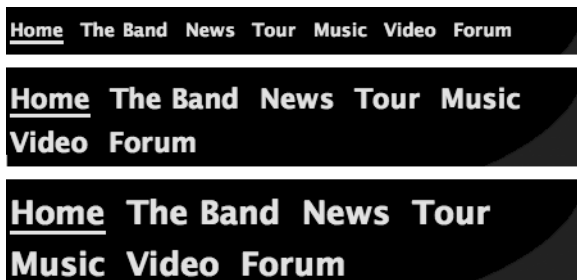 Home The Band News Tour Music Video Forum
Home The Band News Tour Music
Video Forum
Home The Band News Tour
Music Video Forum